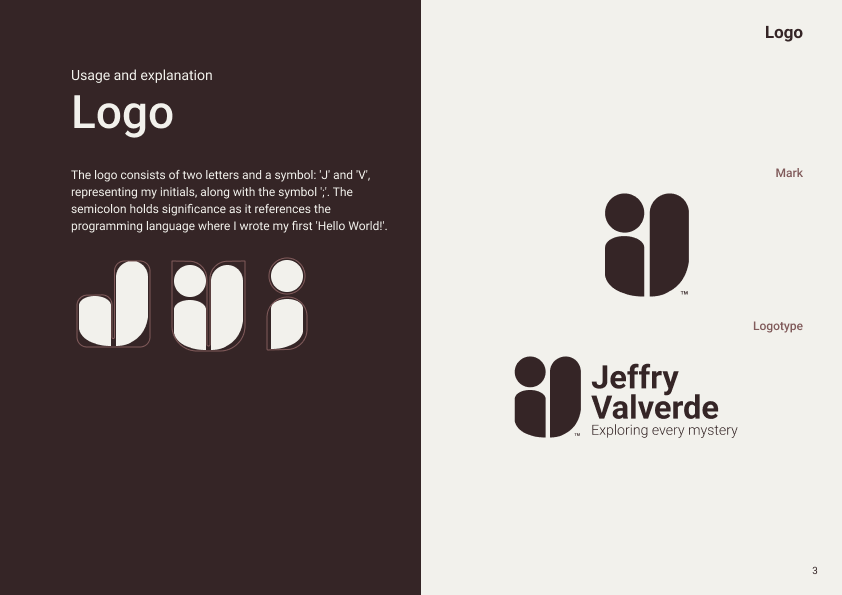 Usage and explanation
Logo
The logo consists of two letters and a symbol: 'J' and 'V',
representing my initials, along with the symbol ';'. The
semicolon holds significance as it references the
programming language where I wrote my first 'Hello World!'.
Logo
Mark
™
Logotype
Jeffry
Valverde
™
Exploring every mystery
3